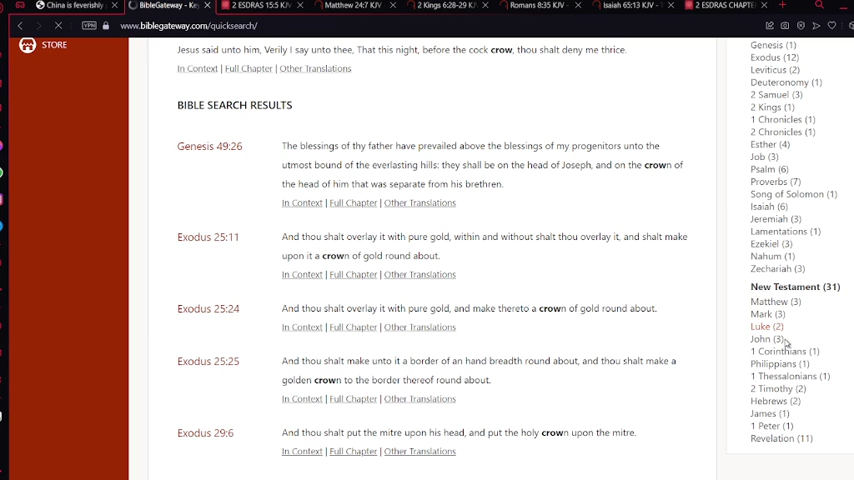 China is feverishly
BibleGateway - Key
2 ESDRAS 15:5 KJV
Matthew 24:7 KJV
2 Kings 6:28-29 KJV
Romans 8:35 KJV
Isaiah 65:13 KJV
2 ESDRAS CHAPTER
VPN
www.biblegateway.com/quicksearch/
STORE
Jesus said unto him, Verily I say unto thee, That this night, before the cock crow, thou shalt deny me thrice.
In Context | Full Chapter | Other Translations
BIBLE SEARCH RESULTS
Genesis 49:26
The blessings of thy father have prevailed above the blessings of my progenitors unto the
utmost bound of the everlasting hills: they shall be on the head of Joseph, and on the crown of
the head of him that was separate from his brethren.
In Context | Full Chapter | Other Translations
Exodus 25:11
And thou shalt overlay it with pure gold, within and without shalt thou overlay it, and shalt make
upon it a crown of gold round about.
In Context | Full Chapter | Other Translations
Exodus 25:24
And thou shalt overlay it with pure gold, and make thereto a crown of gold round about.
In Context | Full Chapter | Other Translations
Exodus 25:25
And thou shalt make unto it a border of an hand breadth round about, and thou shalt make a
golden crown to the border thereof round about.
In Context | Full Chapter | Other Translations
Exodus 29:6
And thou shalt put the mitre upon his head, and put the holy crown upon the mitre.
In Context | Full Chapter | Other Translations
Genesis (1)
Exodus (12)
Leviticus (2)
Deuteronomy (1)
2 Samuel (3)
2 Kings (1)
1 Chronicles (1)
2 Chronicles (1)
Esther (4)
Job (3)
Psalm (6)
Proverbs (7)
Song of Solomon (1)
Isaiah (6)
Jeremiah (3)
Lamentations (1)
Ezekiel (3)
Nahum (1)
Zechariah (3)
New Testament (31)
Matthew (3)
Mark (3)
Luke (2)
John (3)
1 Corinthians (1)
Philippians (1)
1 Thessalonians (1)
2 Timothy (2)
Hebrews (2)
James (1)
1 Peter (1)
Revelation (11)